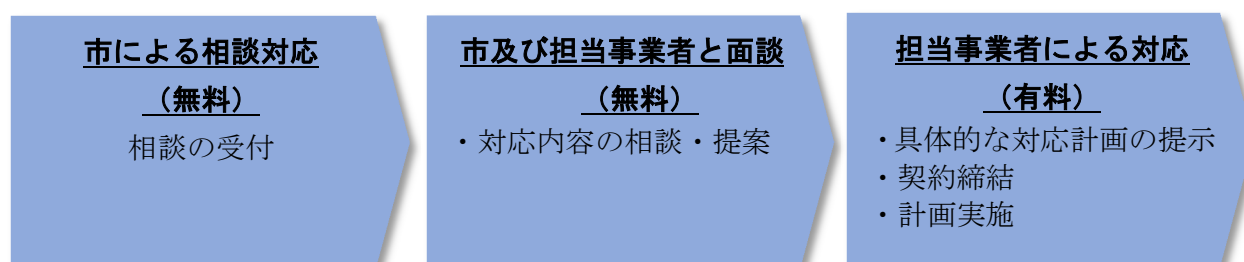 市による相談対応
（無料）
相談の受付
市及び担当事業者と面談
（無料）
・対応内容の相談・提案
担当事業者による対応
（有料）
・具体的な対応計画の提示
・契約締結
・計画実施